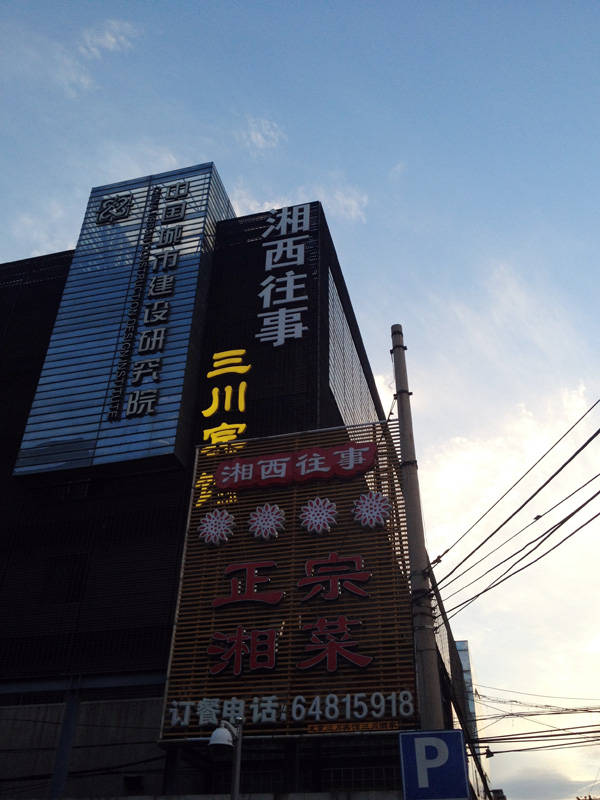 中国城市建设研究院
湘西往事
三川宾
湘西往事
正宗
湘菜
订餐电话:64815918
P